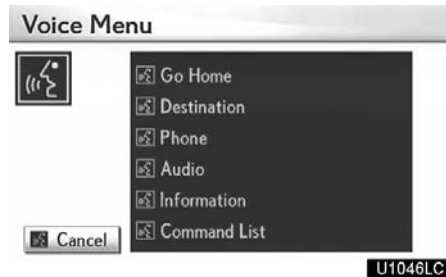 Voice Menu
Go Home
Destination
Phone
Audio
Information
Command List
Cancel
U1046LC